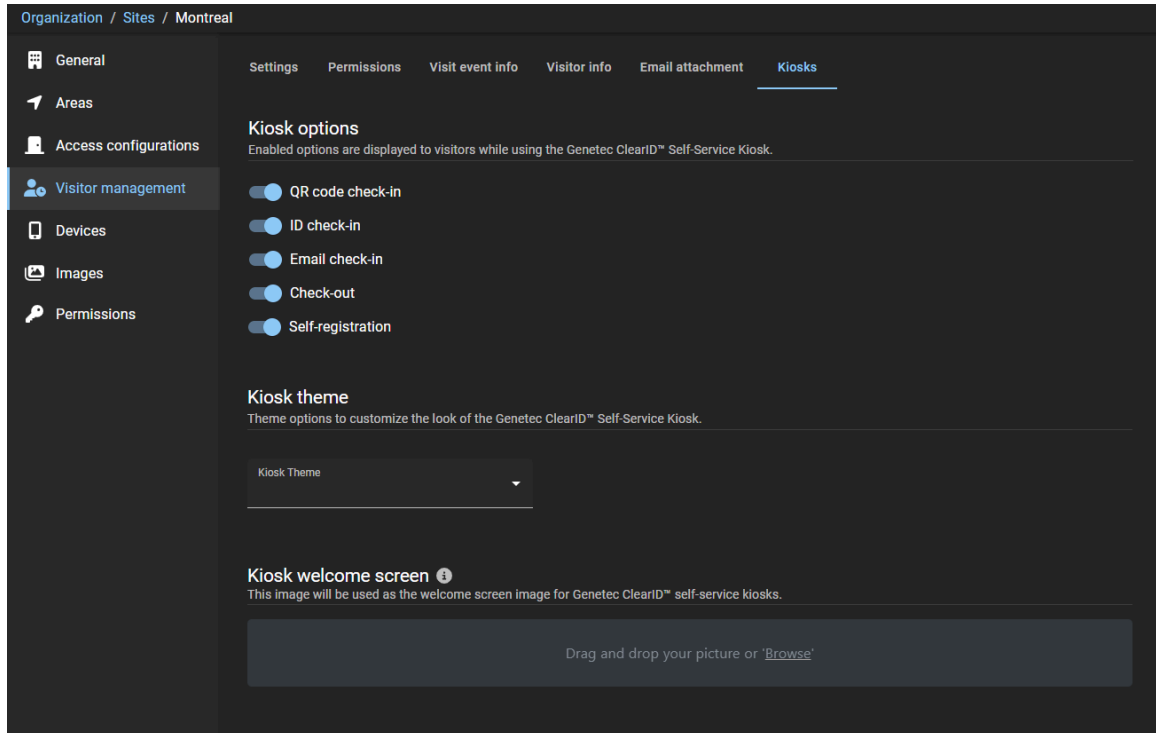 Organization / Sites / Montreal
General
Areas
Access configurations
Visitor management
Devices
Images
Permissions
Settings Permissions Visit event info Visitor info Email attachment Kiosks
Kiosk options
Enabled options are displayed to visitors while using the Genetec ClearID™ Self-Service Kiosk.
QR code check-in
ID check-in
Email check-in
Check-out
Self-registration
Kiosk theme
Theme options to customize the look of the Genetec ClearID™ Self-Service Kiosk.
Kiosk Theme
Kiosk welcome screen
This image will be used as the welcome screen image for Genetec ClearID™ self-service kiosks.
Drag and drop your picture or 'Browse'